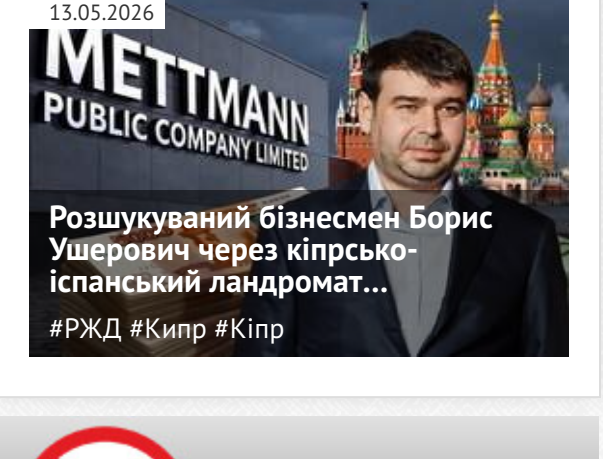 13.05.2026
METTMANN
PUBLIC COMPANY LIMITED
Розшукуваний бізнесмен Борис
Ушерович через кіпрсько-
іспанський ландромат...
#РЖД #Кипр #Кіпр